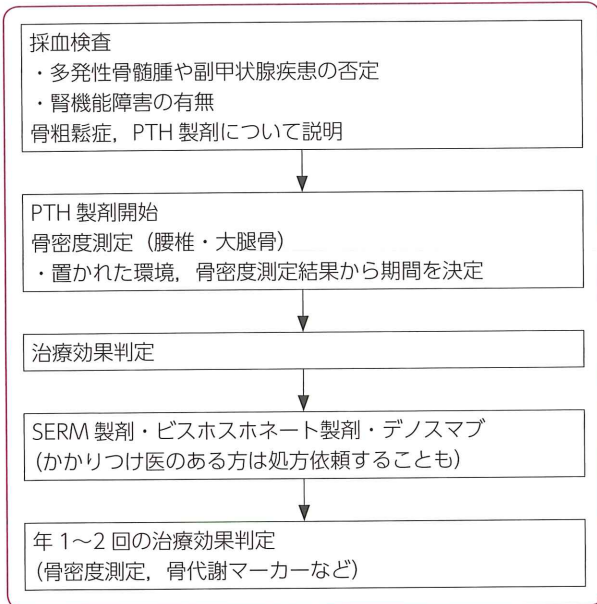 採血検査
・多発性骨髄腫や副甲状腺疾患の否定
・腎機能障害の有無
骨粗鬆症，PTH 製剤について説明
PTH 製剤開始
骨密度測定（腰椎・大腿骨）
・置かれた環境，骨密度測定結果から期間を決定
治療効果判定
SERM 製剤・ビスホスホネート製剤・デノスマブ
（かかりつけ医のある方は処方依頼することも）
年 1～2 回の治療効果判定
（骨密度測定，骨代謝マーカーなど）